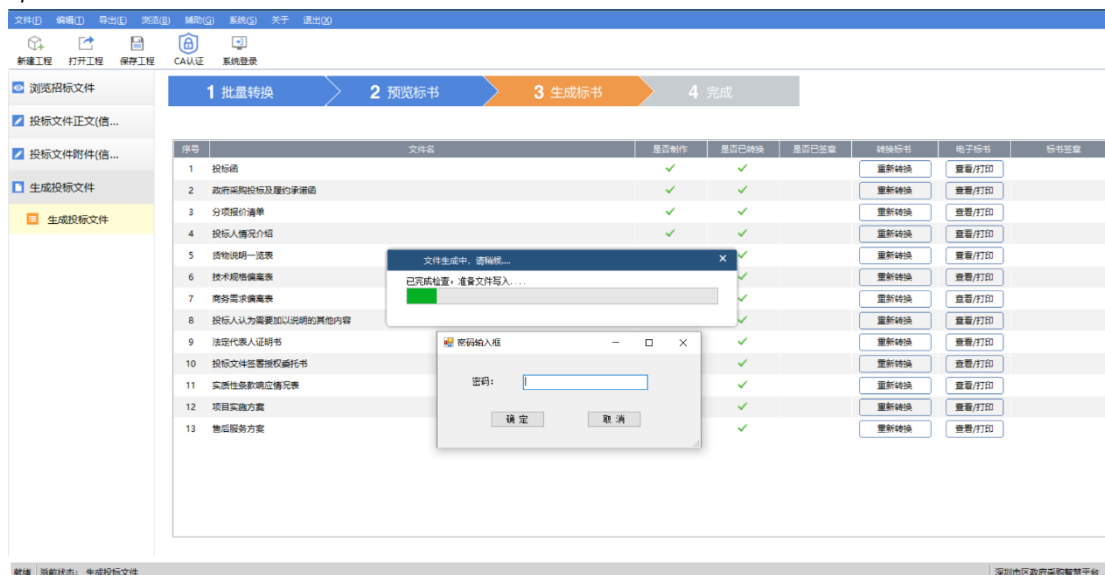 文件(F) 编辑(I) 导出(E) 浏览(B) 辅助(G) 系统(S) 关于 退出(X)
新建工程 打开工程 保存工程 CA认证 系统登录
浏览招标文件
投标文件正文(信...
投标文件附件(信...
生成投标文件
生成投标文件
1 批量转换 2 预览标书 3 生成标书 4 完成
序号 文件名 是否制作 是否已转换 是否已签章 转换标书 电子标书 标书签章
1 投标函 重新转换 查看/打印
2 政府采购投标及履约承诺函 重新转换 查看/打印
3 分项报价清单 重新转换 查看/打印
4 投标人情况介绍 重新转换 查看/打印
5 货物说明一览表 重新转换 查看/打印
6 技术规格偏离表 重新转换 查看/打印
7 商务需求偏离表 重新转换 查看/打印
8 投标人认为需要加以说明的其他内容 重新转换 查看/打印
9 法定代表人证明书 重新转换 查看/打印
10 投标文件签署授权委托书 重新转换 查看/打印
11 实质性条款响应情况表 重新转换 查看/打印
12 项目实施方案 重新转换 查看/打印
13 售后服务方案 重新转换 查看/打印
文件生成中，请稍候....
已完成检查，准备文件写入....
密码输入框
密码：
确 定 取 消
就绪 当前状态： 生成投标文件 深圳市区政府采购智慧平台